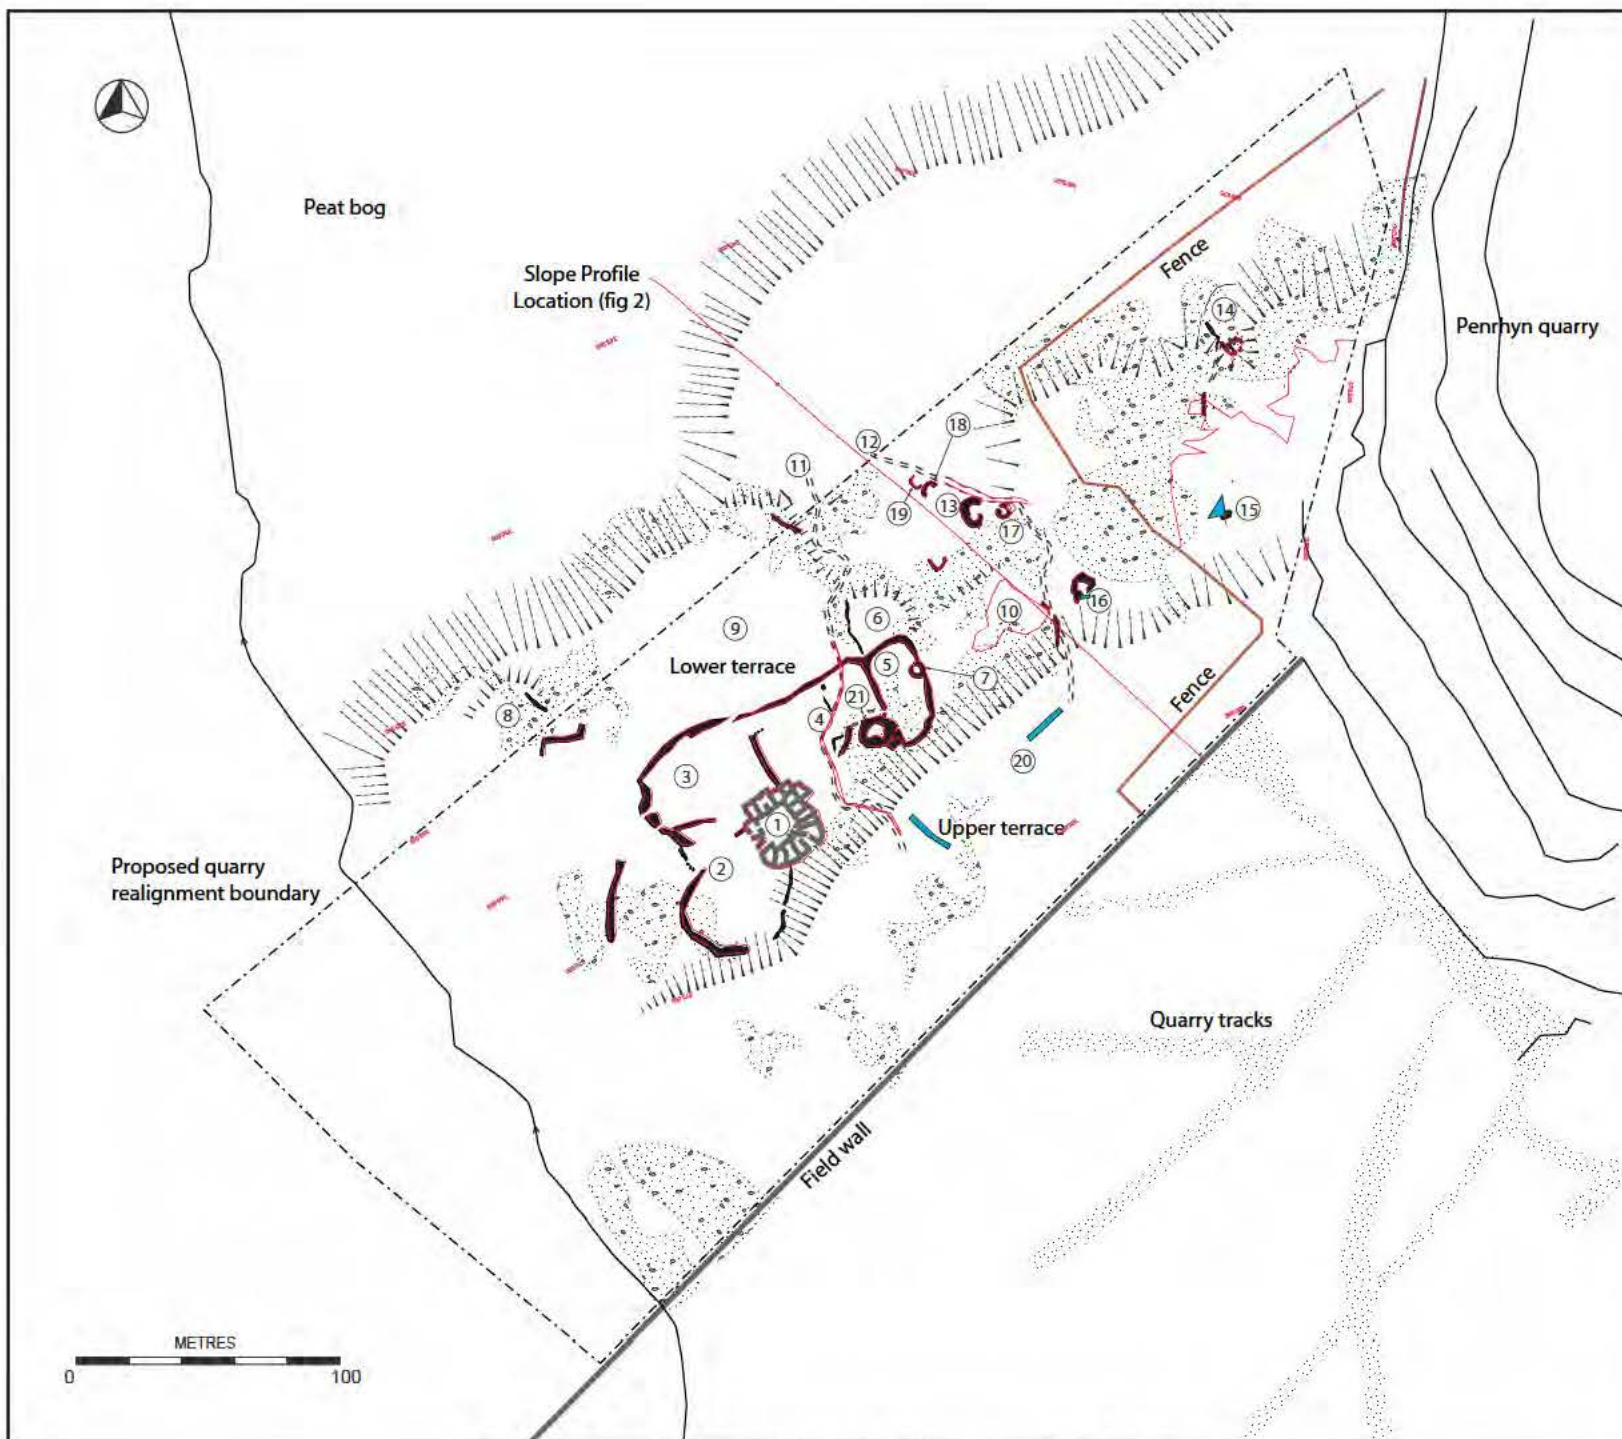 Peat bog
Slope Profile
Location (fig 2)
Fence
14
Penrhyn quarry
18
12
11
19
13
17
15
16
10
6
9
Lower terrace
5
7
21
8
4
Fence
20
3
1
Upper terrace
2
Proposed quarry
realignment boundary
Quarry tracks
Field wall
METRES
0
100